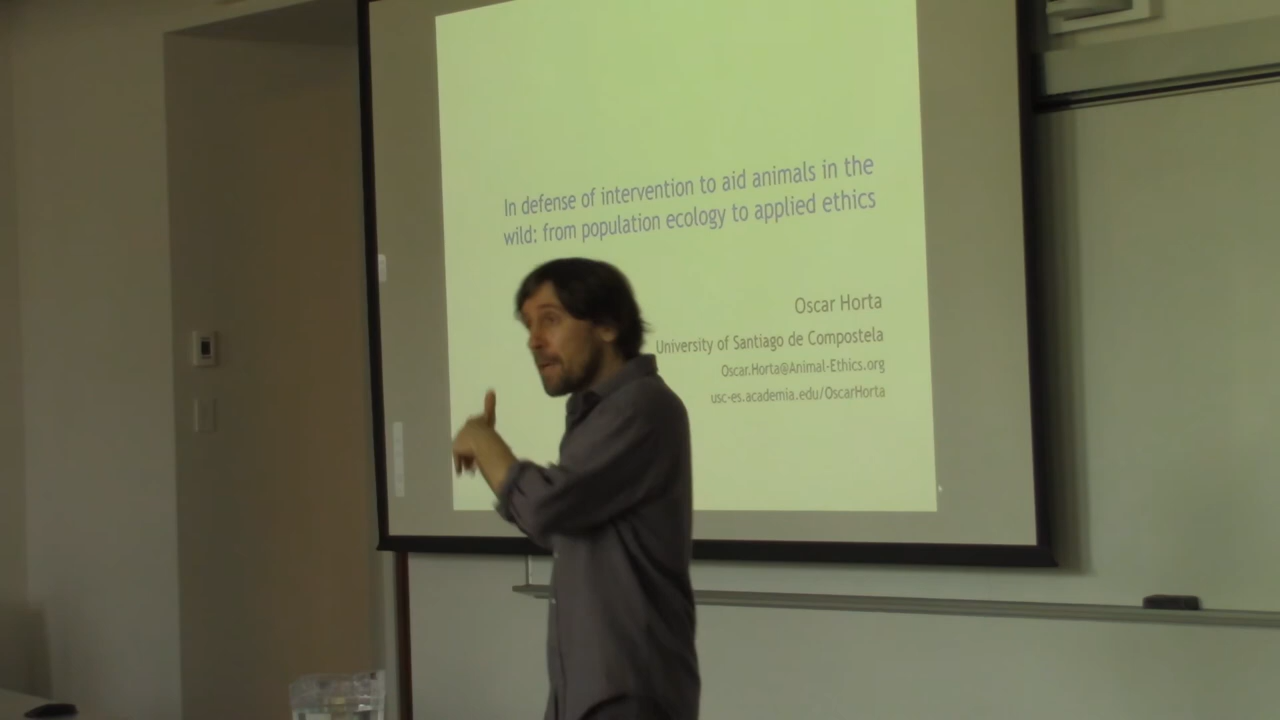 In defense of intervention to aid animals in the
wild: from population ecology to applied ethics
Oscar Horta
University of Santiago de Compostela
Oscar.Horta@Animal-Ethics.org
usc-es.academia.edu/OscarHorta